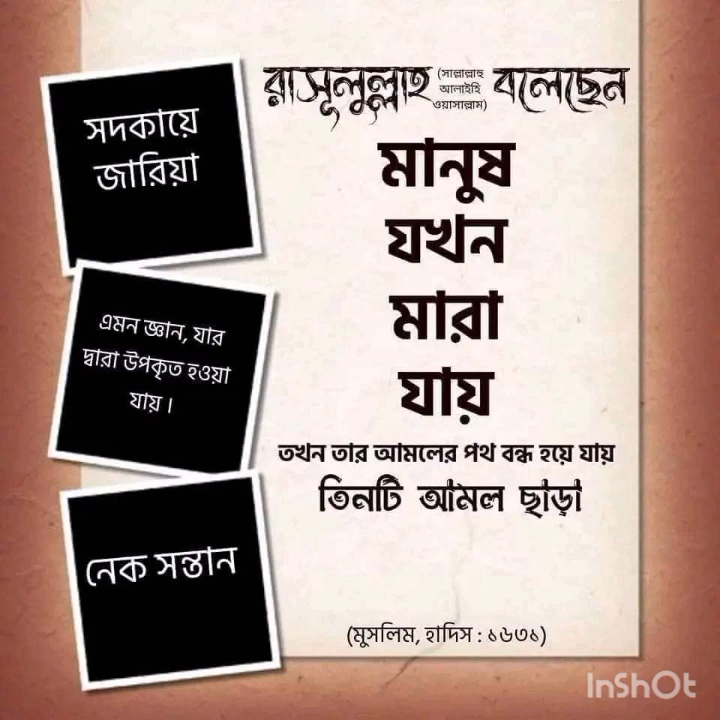 রাসূলুল্লাহ (সাল্লাল্লাহু আলাইহি ওয়াসাল্লাম) বলেছেন
মানুষ
যখন
মারা
যায়
তখন তার আমলের পথ বন্ধ হয়ে যায়
তিনটি আমল ছাড়া
সদকায়ে
জারিয়া
এমন জ্ঞান, যার
দ্বারা উপকৃত হওয়া
যায় ।
নেক সন্তান
(মুসলিম, হাদিস : ১৬৩১)
InShOt